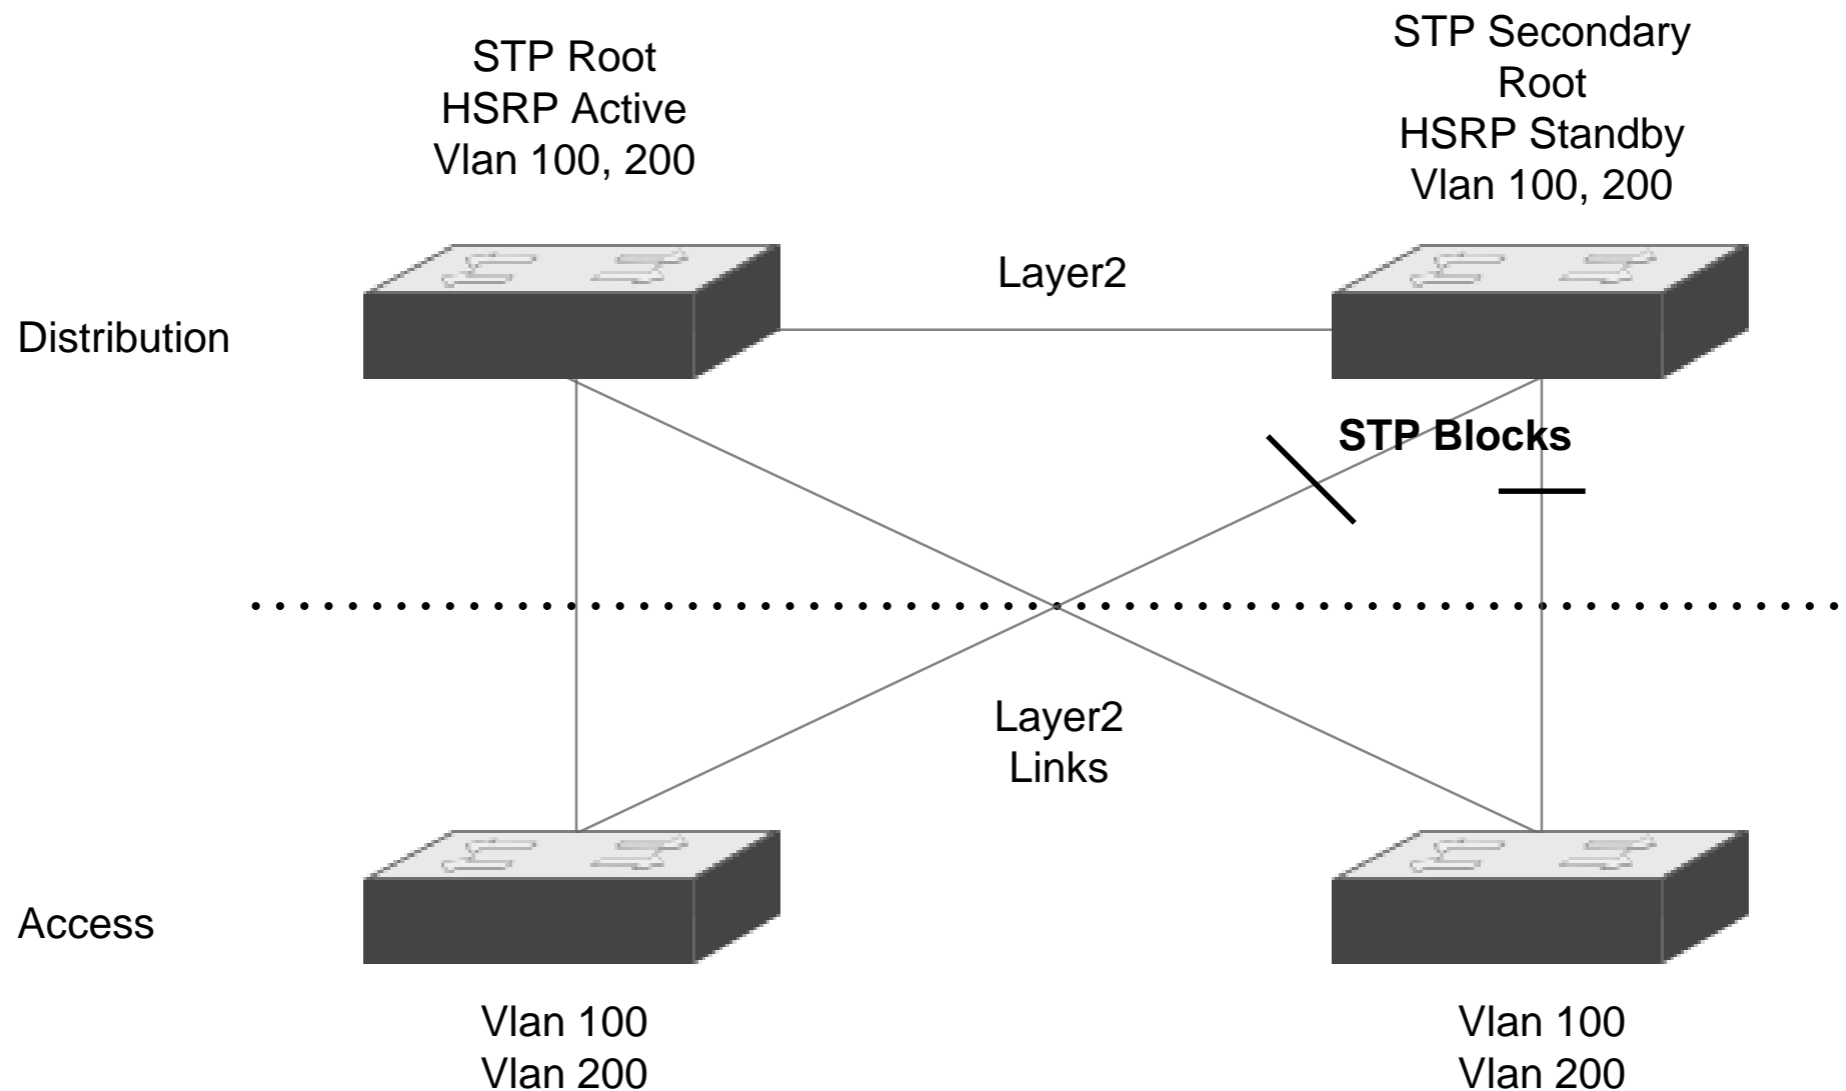 STP Root
HSRP Active
Vlan 100, 200
STP Secondary
Root
HSRP Standby
Vlan 100, 200
Layer2
Distribution
STP Blocks
Layer2
Links
Access
Vlan 100
Vlan 200
Vlan 100
Vlan 200